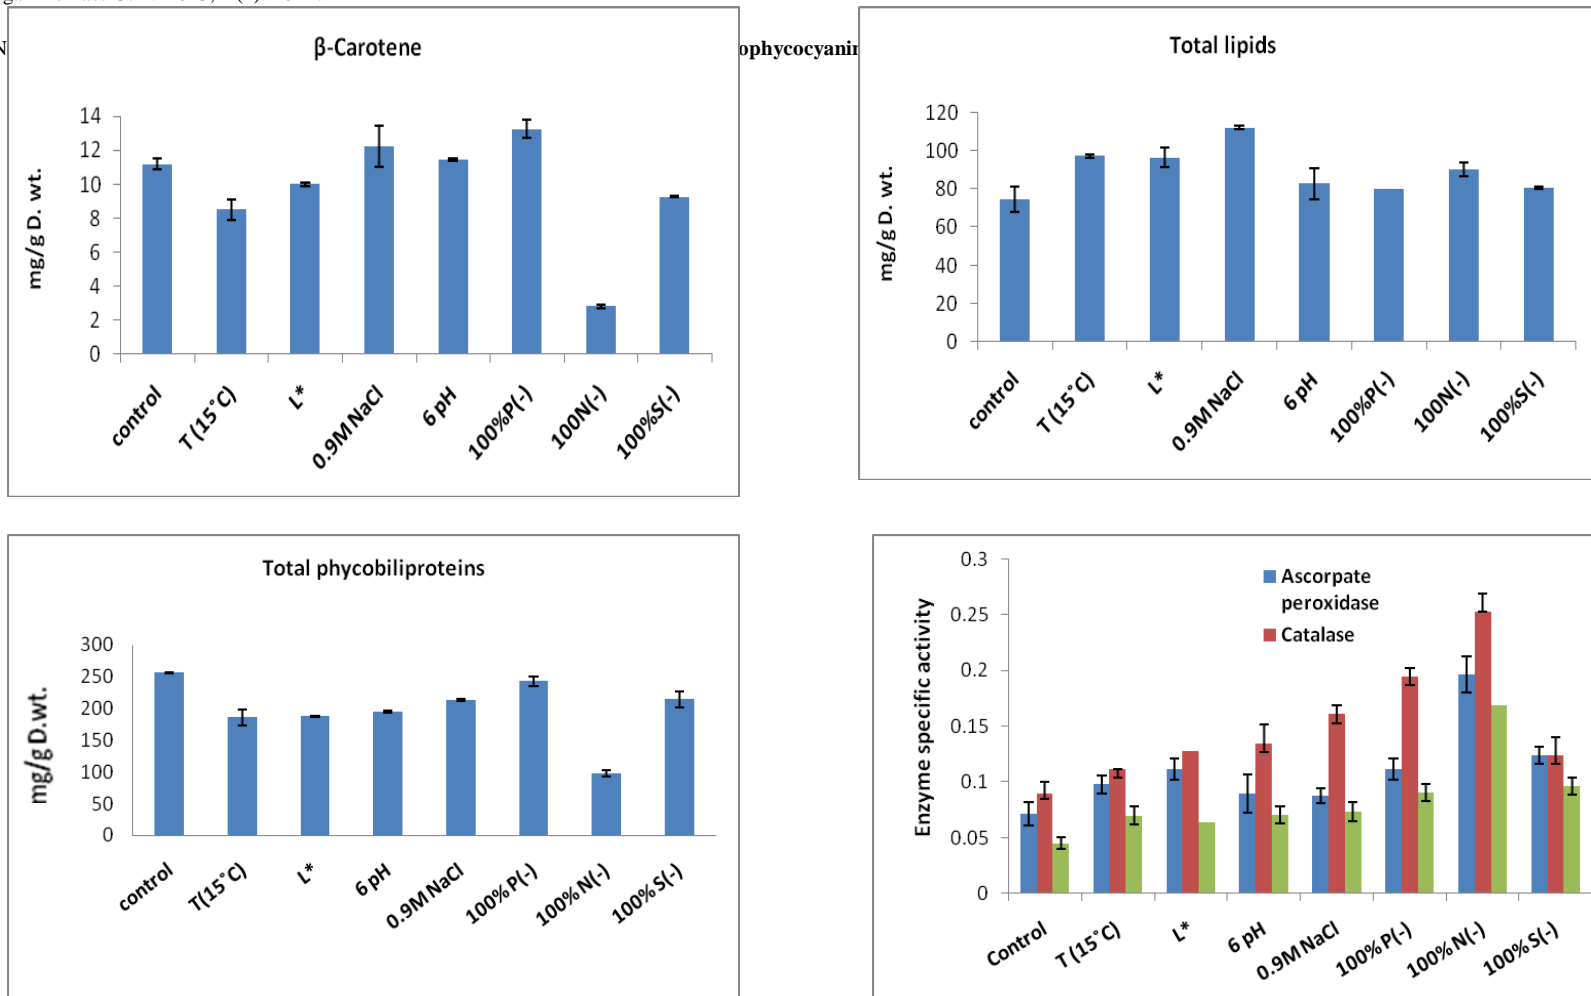 β-Carotene
mg/g D. wt.
14
12
10
8
6
4
2
0
control
T (15˚C)
L*
0.9M NaCl
6 pH
100%P(-)
100N(-)
100%S(-)
ophycocyanin
Total lipids
mg/g D. wt.
120
100
80
60
40
20
0
control
T (15˚C)
L*
0.9M NaCl
6 pH
100%P(-)
100N(-)
100%S(-)
Total phycobiliproteins
mg/g D.wt.
300
250
200
150
100
50
0
control
T(15˚C)
L*
6 pH
0.9M NaCl
100% P(-)
100% N(-)
100% S(-)
Enzyme specific activity
0.3
0.25
0.2
0.15
0.1
0.05
0
Ascorpate
peroxidase
Catalase
Control
T (15˚C)
L*
6 pH
0.9M NaCl
100% P(-)
100% N(-)
100% S(-)